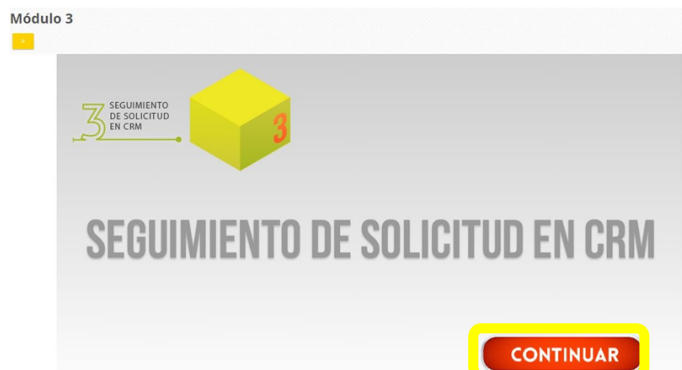 Módulo 3
3 SEGUIMIENTO
DE SOLICITUD
EN CRM
3
SEGUIMIENTO DE SOLICITUD EN CRM
CONTINUAR